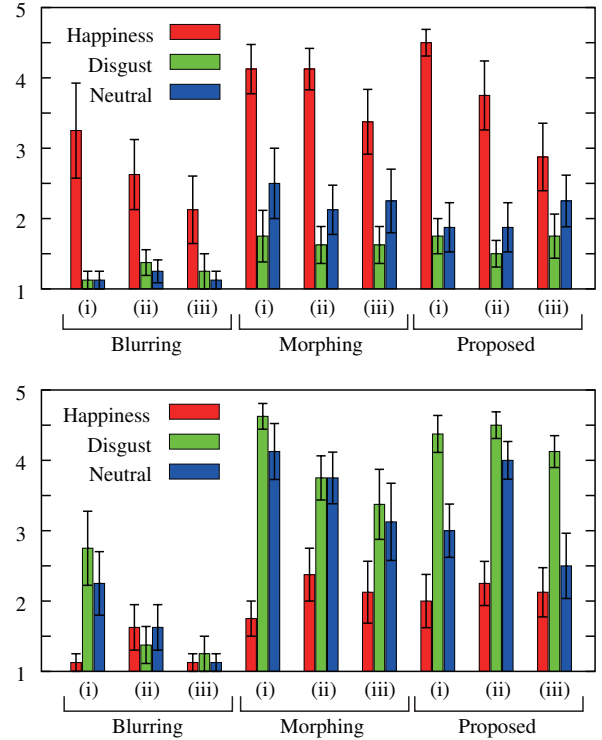 5
Happiness
Disgust
4
Neutral
3
2
1
(i) (ii) (iii) (i) (ii) (iii) (i) (ii) (iii)
Blurring Morphing Proposed
5
Happiness
Disgust
4
Neutral
3
2
1
(i) (ii) (iii) (i) (ii) (iii) (i) (ii) (iii)
Blurring Morphing Proposed